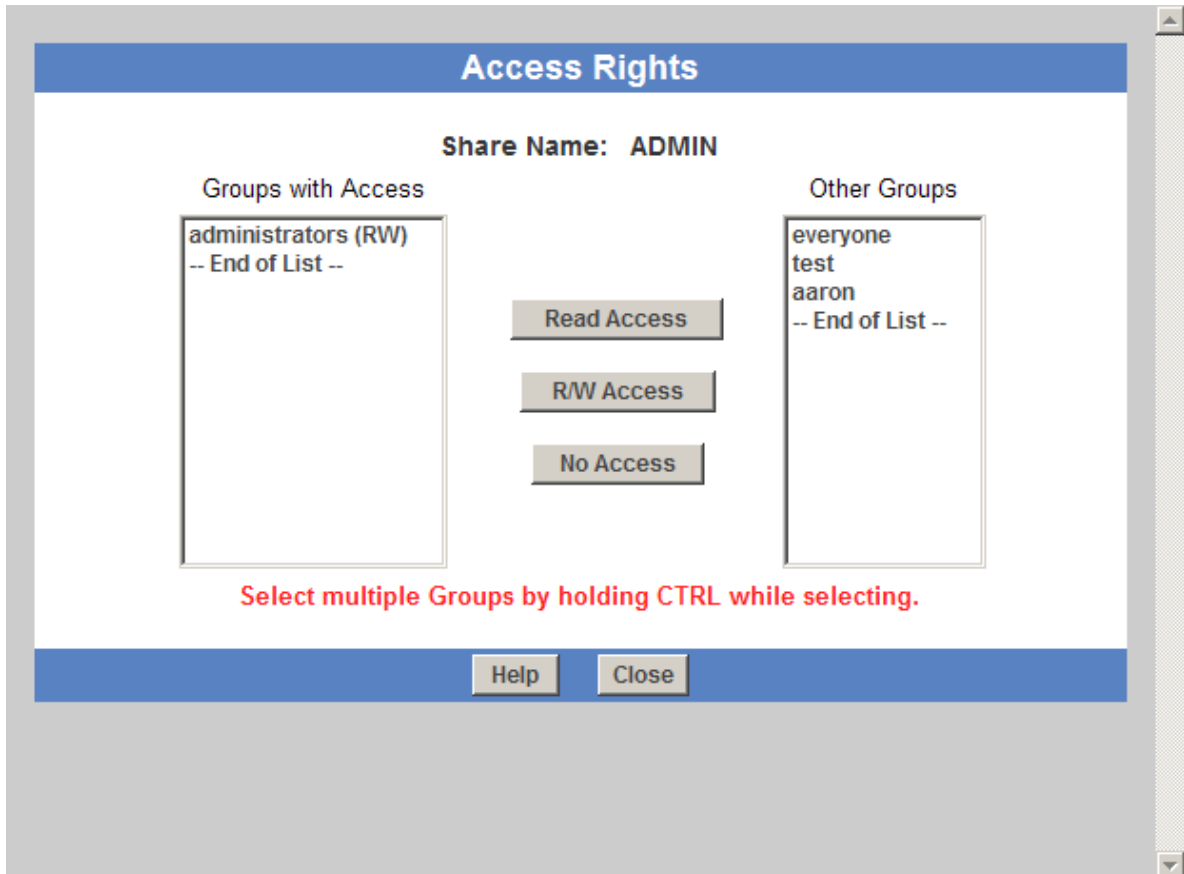 Access Rights
Share Name: ADMIN
Groups with Access
administrators (RW)
-- End of List --
Read Access
R/W Access
No Access
Other Groups
everyone
test
aaron
-- End of List --
Select multiple Groups by holding CTRL while selecting.
Help Close